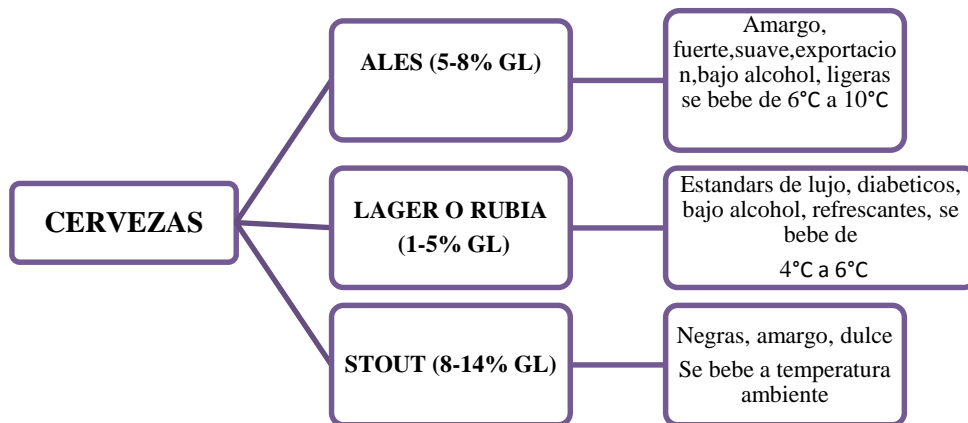 CERVEZAS
ALES (5-8% GL)
Amargo,
fuerte,suave,exportacio
n,bajo alcohol, ligeras
se bebe de 6°C a 10°C
LAGER O RUBIA
(1-5% GL)
Estandars de lujo, diabeticos,
bajo alcohol, refrescantes, se
bebe de
4°C a 6°C
STOUT (8-14% GL)
Negras, amargo, dulce
Se bebe a temperatura
ambiente